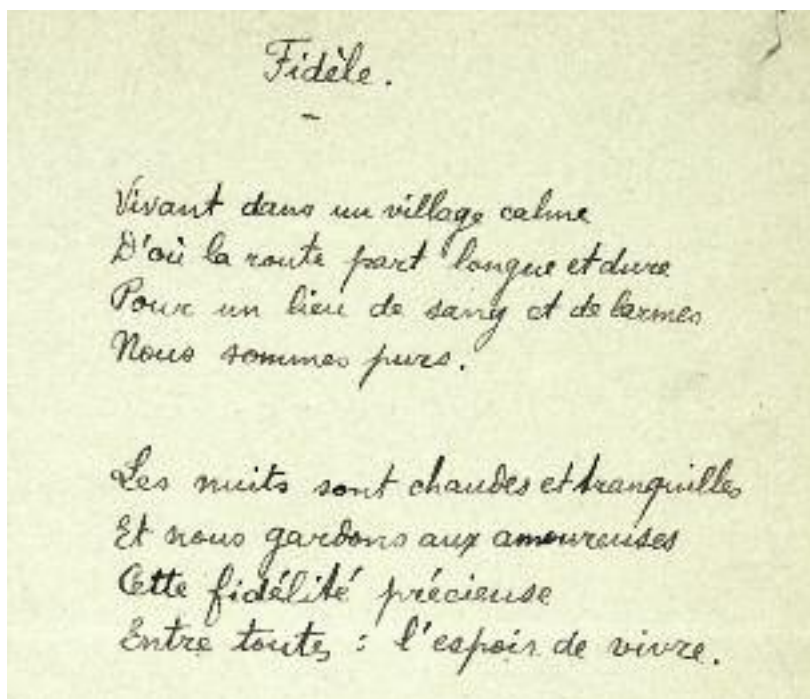 Fidèle.
-
Vivant dans un village calme
D'où la route part longue et dure
Pour un lieu de sang et de larmes
Nous sommes purs.
Les nuits sont chaudes et tranquilles
Et nous gardons aux amoureuses
Cette fidélité précieuse
Entre toutes : l'espoir de vivre.